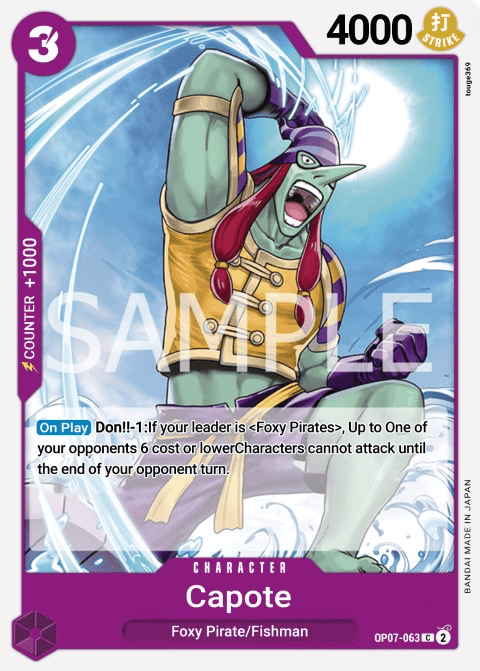 3
4000
打
STRIKE
touge369
COUNTER +1000
SAMPLE
On Play Don!!-1:If your leader is <Foxy Pirates>, Up to One of
your opponents 6 cost or lowerCharacters cannot attack until
the end of your opponent turn.
BANDAI MADE IN JAPAN
CHARACTER
Capote
Foxy Pirate/Fishman
OP07-063 C 2